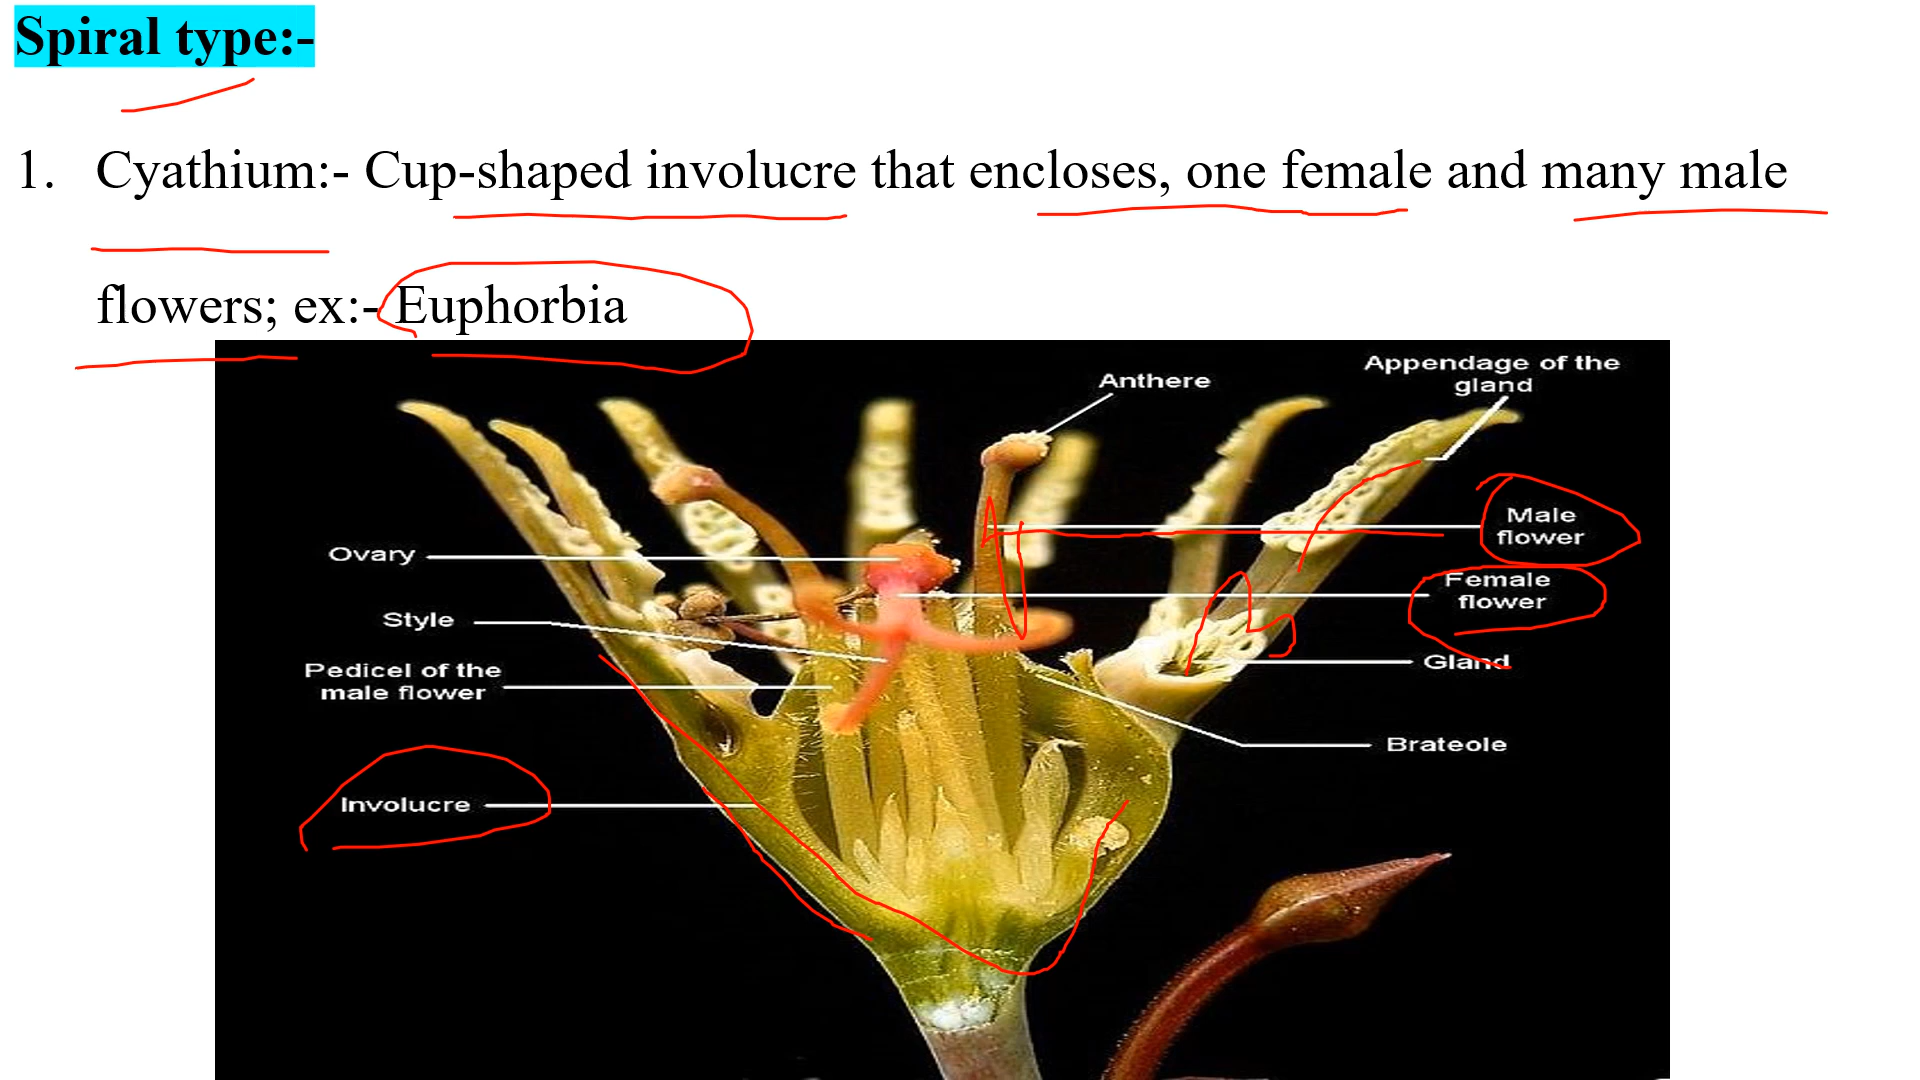 Spiral type:-
1. Cyathium:- Cup-shaped involucre that encloses, one female and many male
flowers; ex:- Euphorbia
Appendage of the
gland
Anthere
Male
flower
Ovary
Female
flower
Style
Gland
Pedicel of the
male flower
Brateole
Involucre